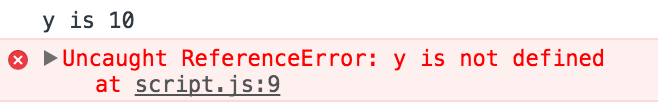 y is 10
Uncaught ReferenceError: y is not defined
at script.js:9